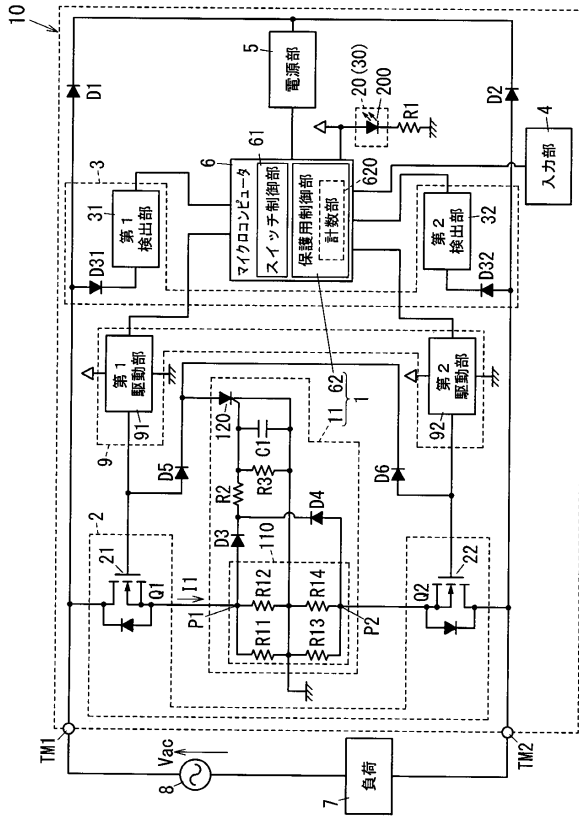 10
D1
電源部
5
3
31
第1
検出部
D31
6
マイクロコンピュータ
61
スイッチ制御部
保護用制御部
計数部
620
20 (30)
200
R1
D2
入力部
4
第2
検出部
32
D32
第1
駆動部
91
9
120
11
62
1
第2
駆動部
92
D5
C1
R2
R3
D6
2
21
Q1
I1
P1
110
D3
D4
R12
R11
R14
R13
P2
22
Q2
TM1
Vac
8
7
負荷
TM2